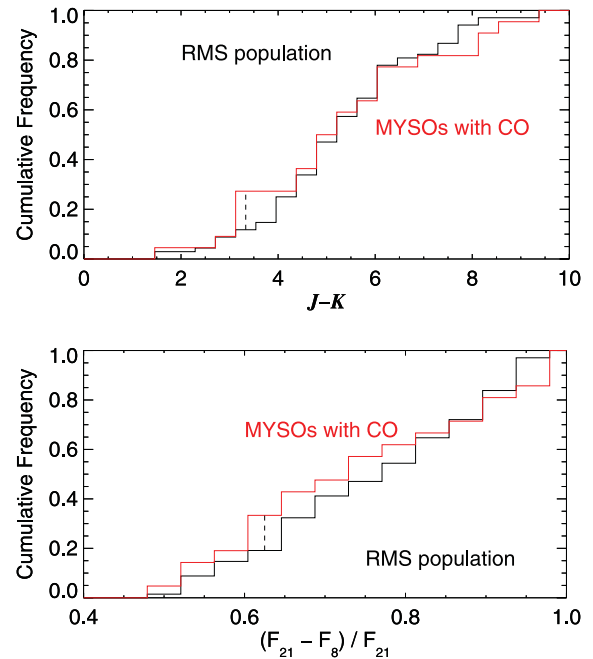 1.0
0.8
0.6
0.4
0.2
0.0
Cumulative Frequency
RMS population
MYSOs with CO
0 2 4 6 8 10
J–K
1.0
0.8
0.6
0.4
0.2
0.0
Cumulative Frequency
MYSOs with CO
RMS population
0.4 0.6 0.8 1.0
(F21 – F8) / F21